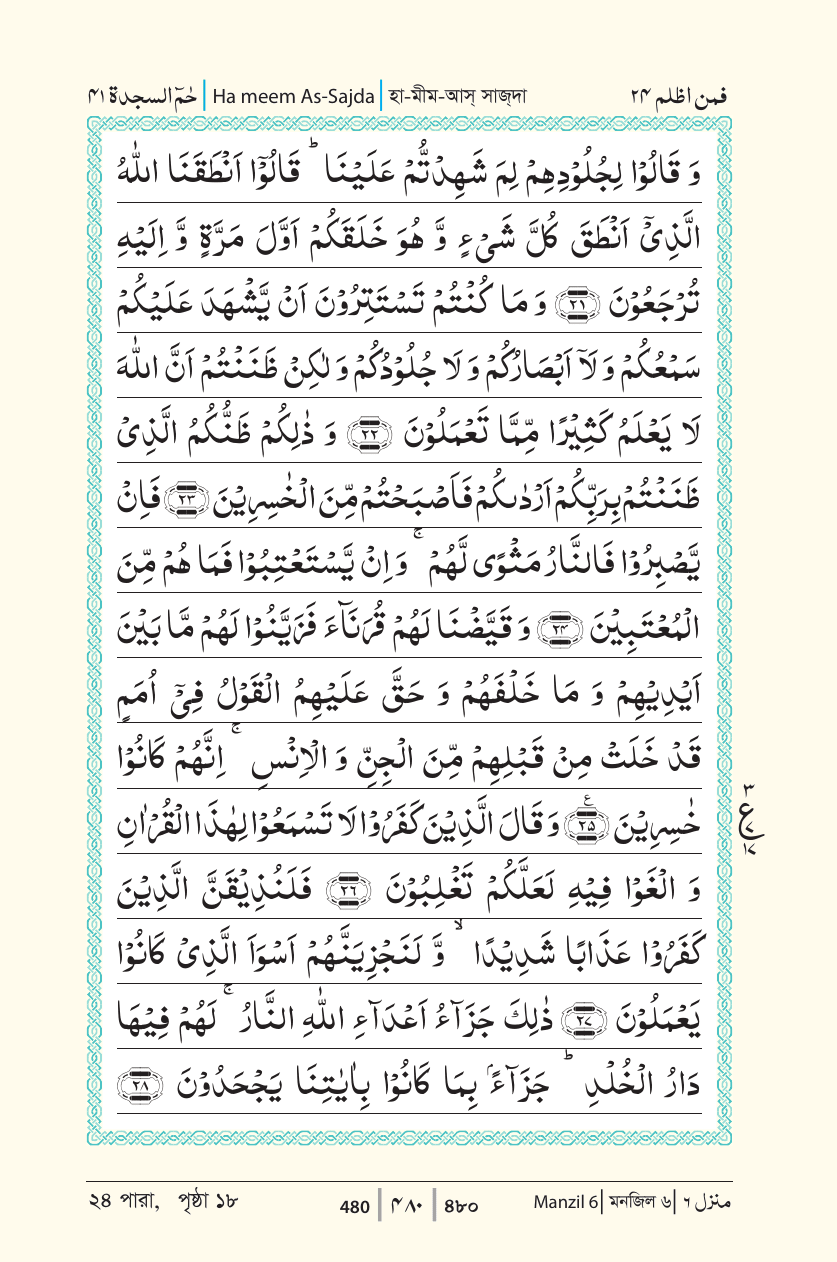 حٰمٓ السجدة ۴۱ | Ha meem As-Sajda | হা-মীম-আস্ সাজ্‌দা فمن اظلم ۲۴
وَ قَالُوْا لِجُلُوْدِهِمْ لِمَ شَهِدْتُّمْ عَلَيْنَا ؕ قَالُوْۤا اَنْطَقَنَا اللّٰهُ
الَّذِیْۤ اَنْطَقَ كُلَّ شَیْءٍ وَّ هُوَ خَلَقَكُمْ اَوَّلَ مَرَّةٍ وَّ اِلَیْهِ
تُرْجَعُوْنَ ﴿۲۱﴾ وَ مَا كُنْتُمْ تَسْتَتِرُوْنَ اَنْ یَّشْهَدَ عَلَیْكُمْ
سَمْعُكُمْ وَ لَاۤ اَبْصَارُكُمْ وَ لَا جُلُوْدُكُمْ وَ لٰكِنْ ظَنَنْتُمْ اَنَّ اللّٰهَ
لَا یَعْلَمُ كَثِیْرًا مِّمَّا تَعْمَلُوْنَ ﴿۲۲﴾ وَ ذٰلِكُمْ ظَنُّكُمُ الَّذِیْ
ظَنَنْتُمْ بِرَبِّكُمْ اَرْدٰىكُمْ فَاَصْبَحْتُمْ مِّنَ الْخٰسِرِیْنَ ﴿۲۳﴾ فَاِنْ
یَّصْبِرُوْا فَالنَّارُ مَثْوًی لَّهُمْ ۚ وَ اِنْ یَّسْتَعْتِبُوْا فَمَا هُمْ مِّنَ
الْمُعْتَبِیْنَ ﴿۲۴﴾ وَ قَیَّضْنَا لَهُمْ قُرَنَآءَ فَزَیَّنُوْا لَهُمْ مَّا بَیْنَ
اَیْدِیْهِمْ وَ مَا خَلْفَهُمْ وَ حَقَّ عَلَیْهِمُ الْقَوْلُ فِیْۤ اُمَمٍ
قَدْ خَلَتْ مِنْ قَبْلِهِمْ مِّنَ الْجِنِّ وَ الْاِنْسِ ۚ اِنَّهُمْ كَانُوْا
خٰسِرِیْنَ ﴿۲۵﴾ وَ قَالَ الَّذِیْنَ كَفَرُوْا لَا تَسْمَعُوْا لِهٰذَا الْقُرْاٰنِ
۳
ع
۷
۱۷
وَ الْغَوْا فِیْهِ لَعَلَّكُمْ تَغْلِبُوْنَ ﴿۲۶﴾ فَلَنُذِیْقَنَّ الَّذِیْنَ
كَفَرُوْا عَذَابًا شَدِیْدًا ۙ وَّ لَنَجْزِیَنَّهُمْ اَسْوَاَ الَّذِیْ كَانُوْا
یَعْمَلُوْنَ ﴿۲۷﴾ ذٰلِكَ جَزَآءُ اَعْدَآءِ اللّٰهِ النَّارُ ۚ لَهُمْ فِیْهَا
دَارُ الْخُلْدِ ؕ جَزَآءًۢ بِمَا كَانُوْا بِاٰیٰتِنَا یَجْحَدُوْنَ ﴿۲۸﴾
২৪ পারা, পৃষ্ঠা ১৮ 480 | ۴۸۰ | ৪৮০ Manzil 6 | মনজিল ৬ | منزل ۶